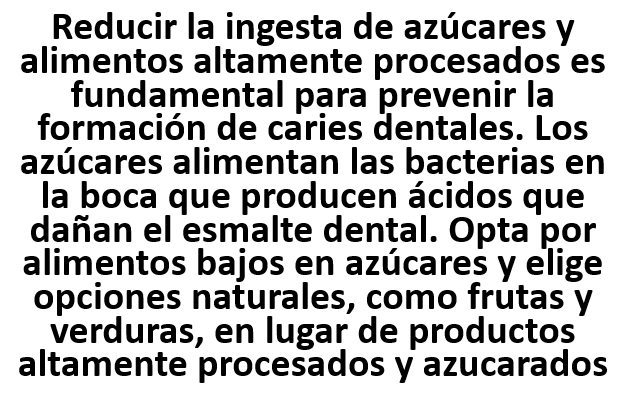 Reducir la ingesta de azúcares y
alimentos altamente procesados es
fundamental para prevenir la
formación de caries dentales. Los
azúcares alimentan las bacterias en
la boca que producen ácidos que
dañan el esmalte dental. Opta por
alimentos bajos en azúcares y elige
opciones naturales, como frutas y
verduras, en lugar de productos
altamente procesados y azucarados